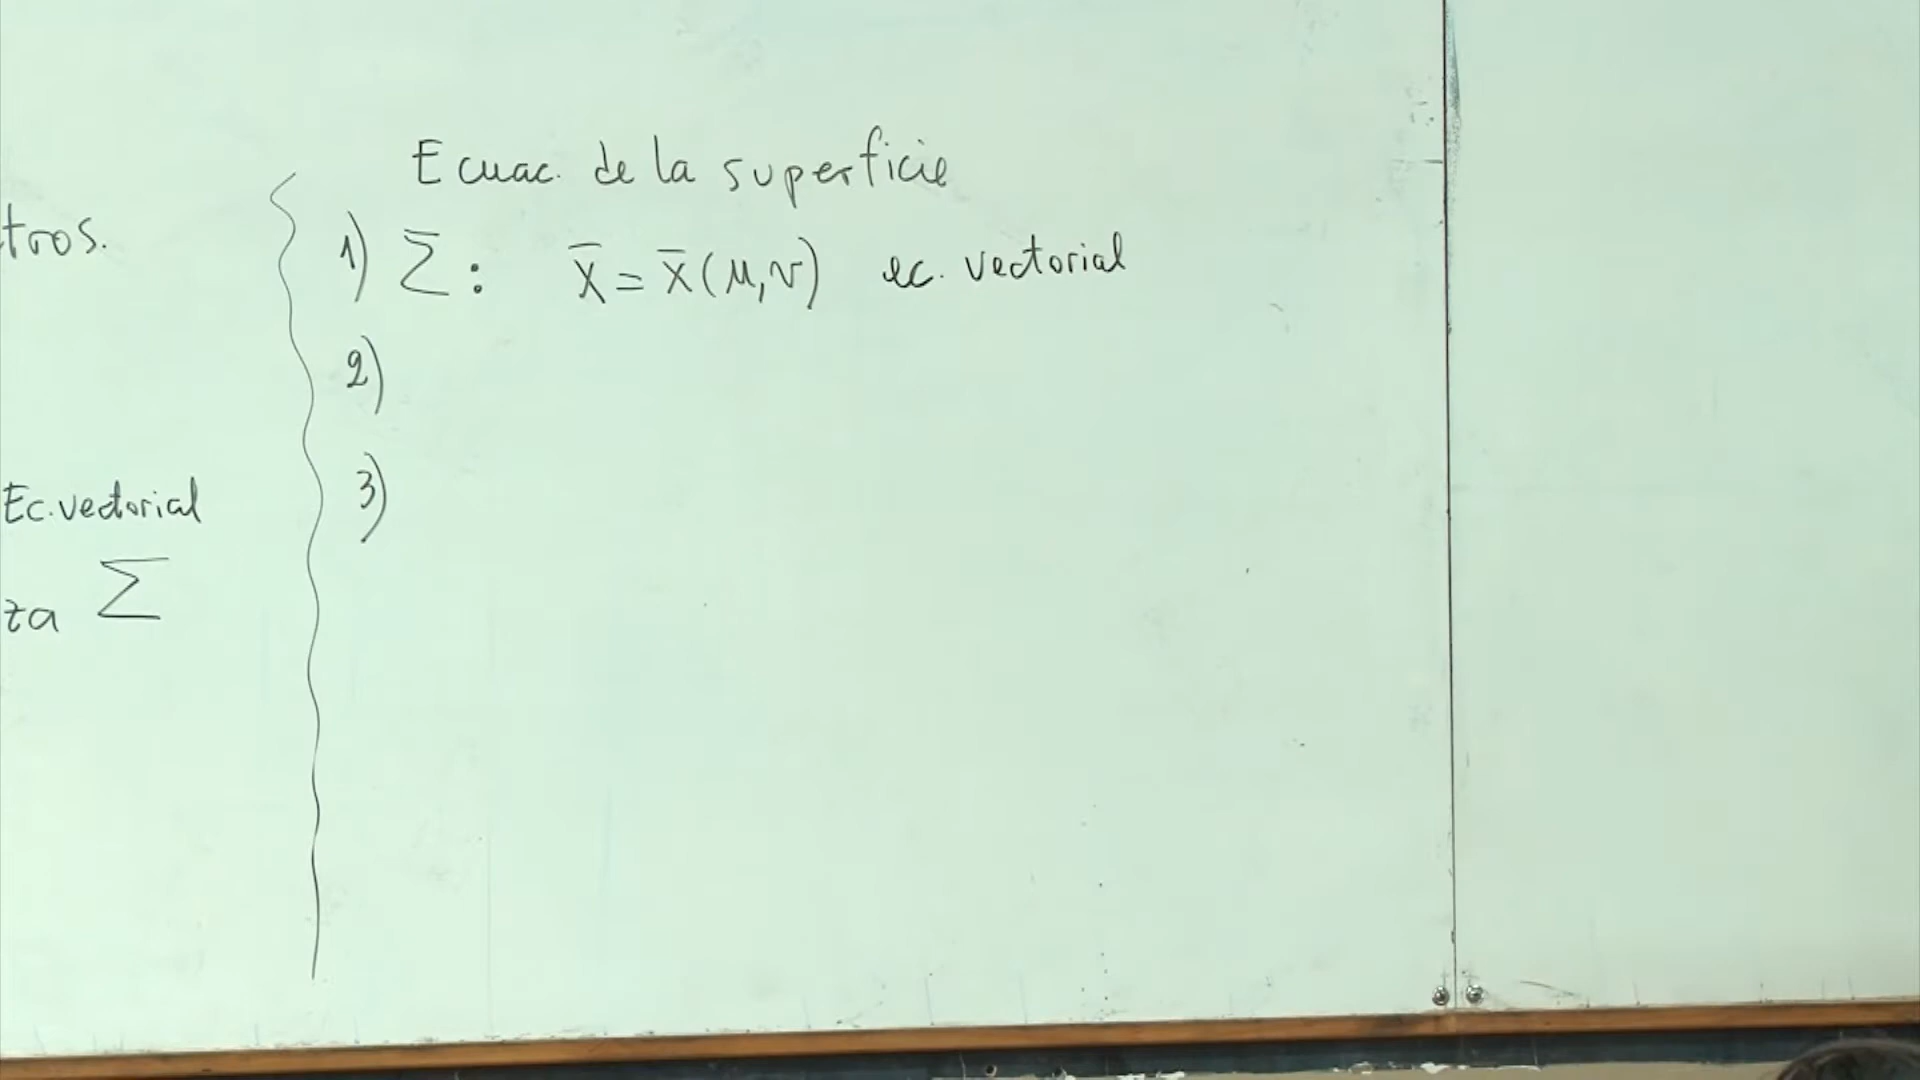 tros.
Ec. vectorial
za Σ
Ecuac. de la superficie
1) Σ: x̄ = x̄(μ,v) ec. vectorial
2)
3)